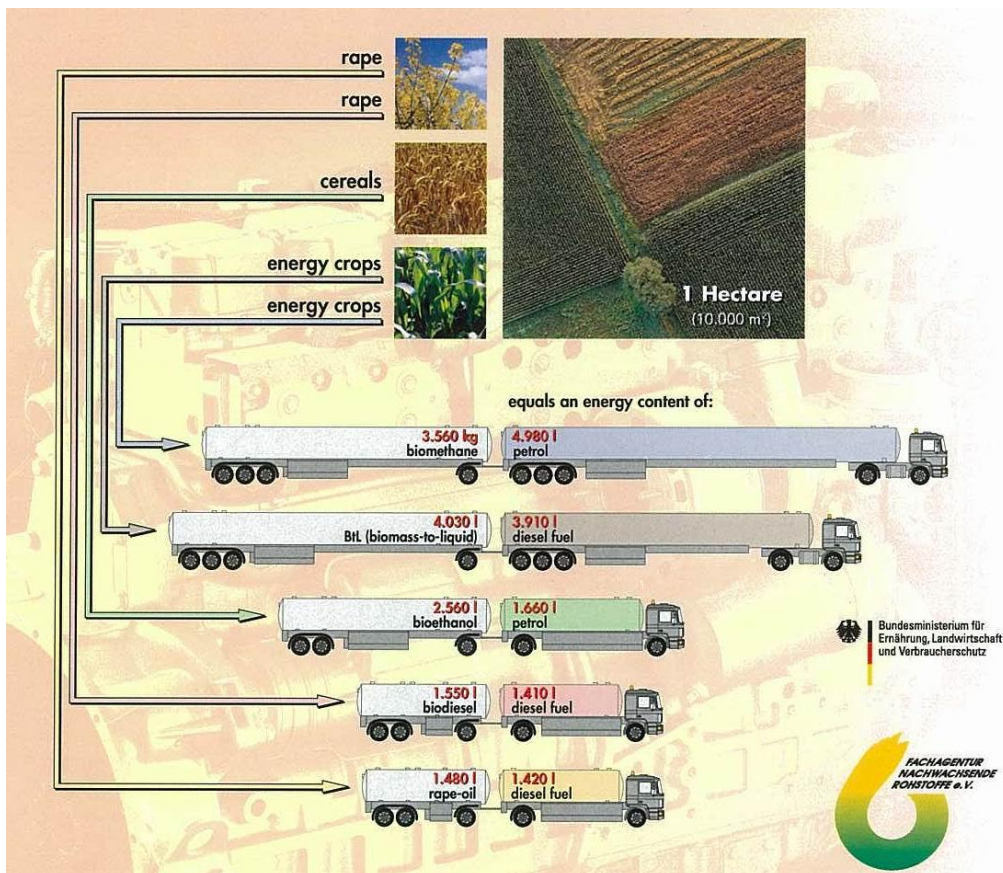 rape
rape
cereals
energy crops
energy crops
1 Hectare
(10.000 m²)
equals an energy content of:
3.560 kg
biomethane
4.980 l
petrol
4.030 l
BtL (biomass-to-liquid)
3.910 l
diesel fuel
2.560 l
bioethanol
1.660 l
petrol
1.550 l
biodiesel
1.410 l
diesel fuel
1.480 l
rape-oil
1.420 l
diesel fuel
Bundesministerium für
Ernährung, Landwirtschaft
und Verbraucherschutz
FACHAGENTUR
NACHWACHSENDE
ROHSTOFFE e.V.